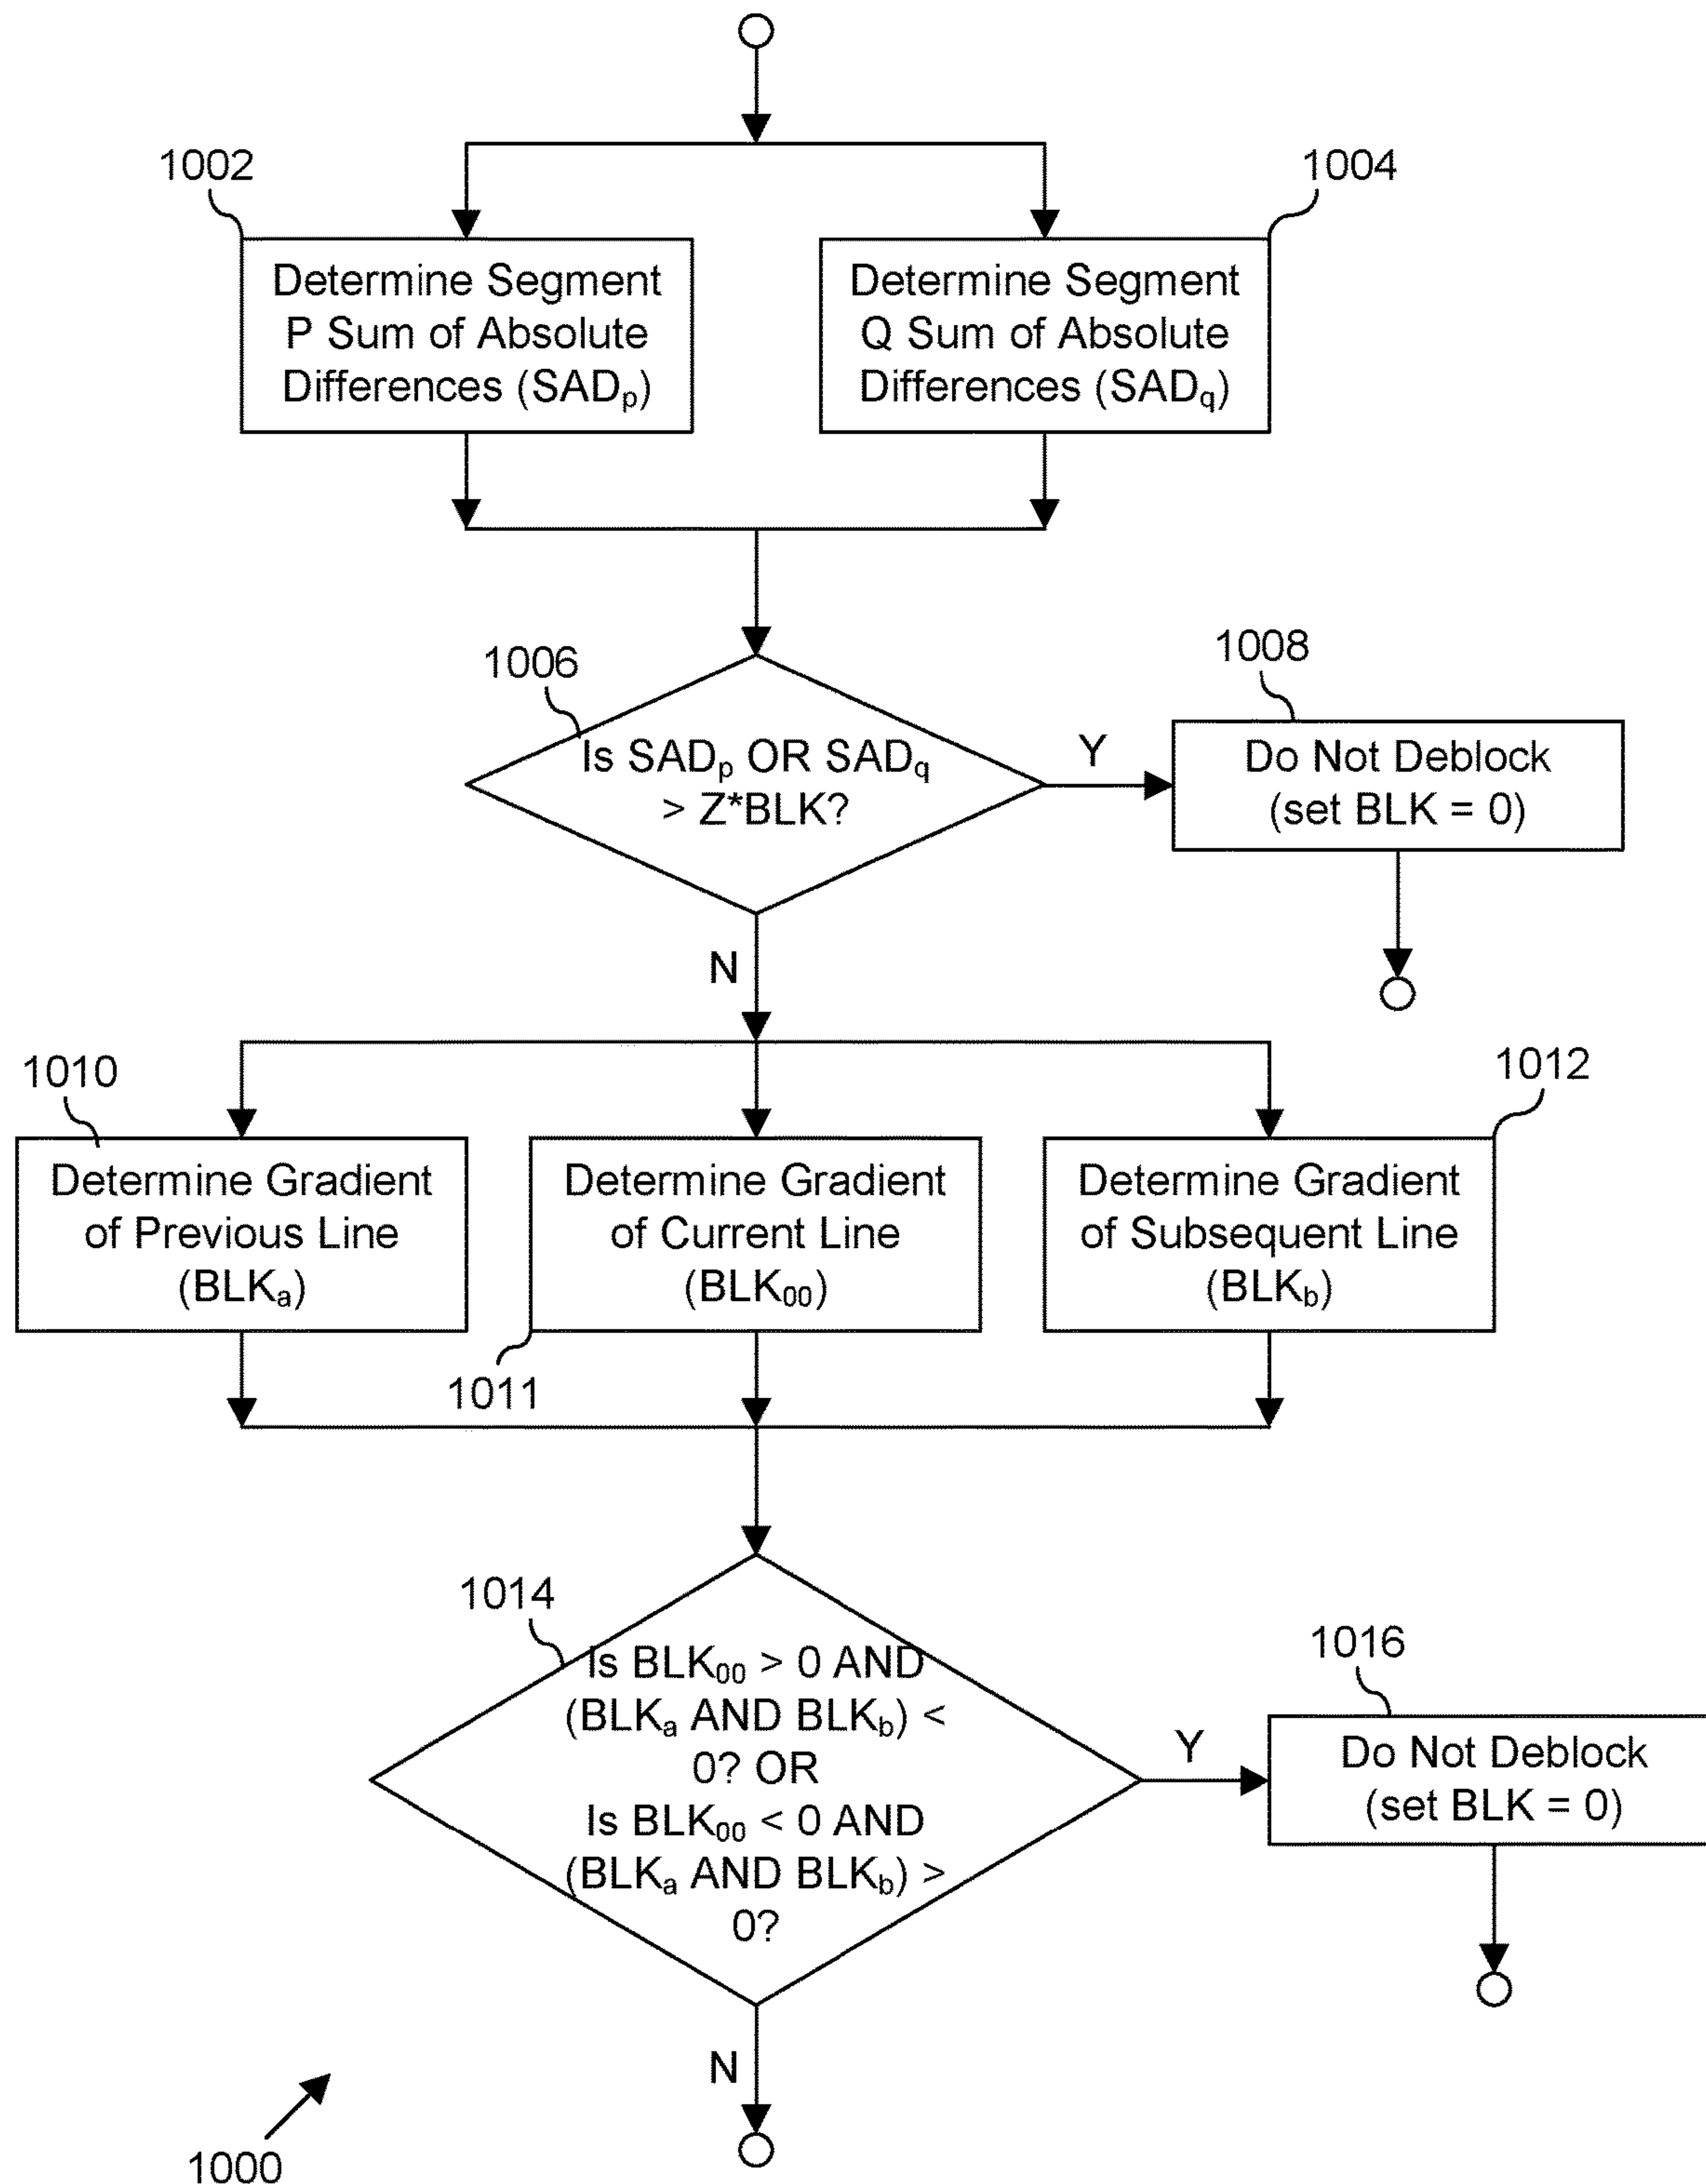 1002
1004
Determine Segment
P Sum of Absolute
Differences (SADp)
Determine Segment
Q Sum of Absolute
Differences (SADq)
1006
1008
Is SADp OR SADq
> Z*BLK?
Y
Do Not Deblock
(set BLK = 0)
N
1010
1012
Determine Gradient
of Previous Line
(BLKa)
Determine Gradient
of Current Line
(BLK00)
Determine Gradient
of Subsequent Line
(BLKb)
1011
1014
1016
Is BLK00 > 0 AND
(BLKa AND BLKb) <
0? OR
Is BLK00 < 0 AND
(BLKa AND BLKb) >
0?
Y
Do Not Deblock
(set BLK = 0)
N
1000